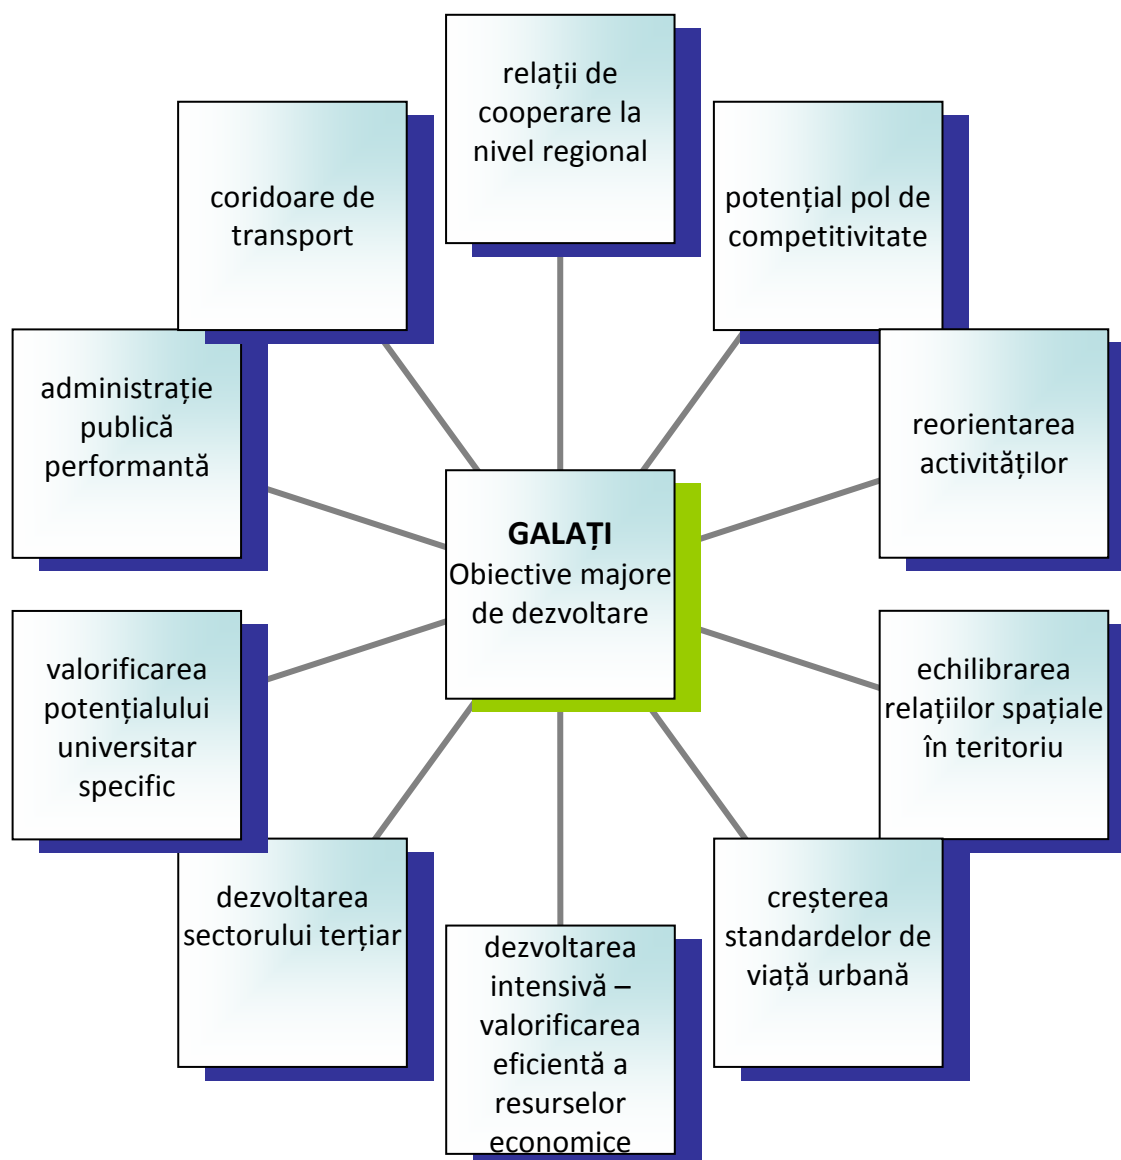 relații de
cooperare la
nivel regional
coridoare de
transport
potențial pol de
competitivitate
administrație
publică
performantă
reorientarea
activităților
GALAȚI
Obiective majore
de dezvoltare
valorificarea
potențialului
universitar
specific
echilibrarea
relațiilor spațiale
în teritoriu
dezvoltarea
sectorului terțiar
creșterea
standardelor de
viață urbană
dezvoltarea
intensivă –
valorificarea
eficientă a
resurselor
economice